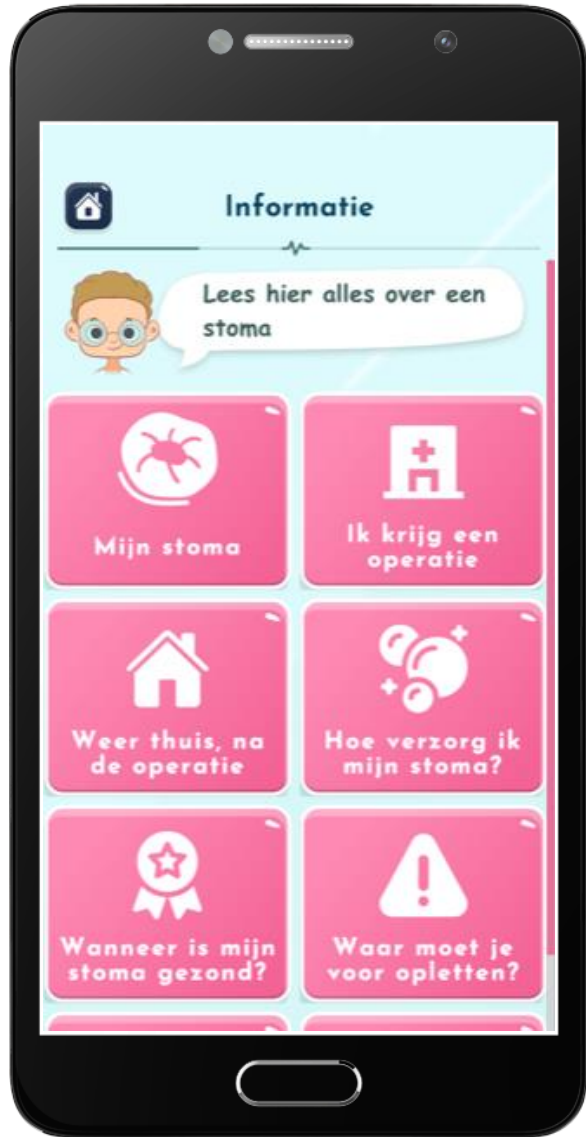 Informatie
Lees hier alles over een
stoma
Mijn stoma
Ik krijg een
operatie
Weer thuis, na
de operatie
Hoe verzorg ik
mijn stoma?
Wanneer is mijn
stoma gezond?
Waar moet je
voor opletten?